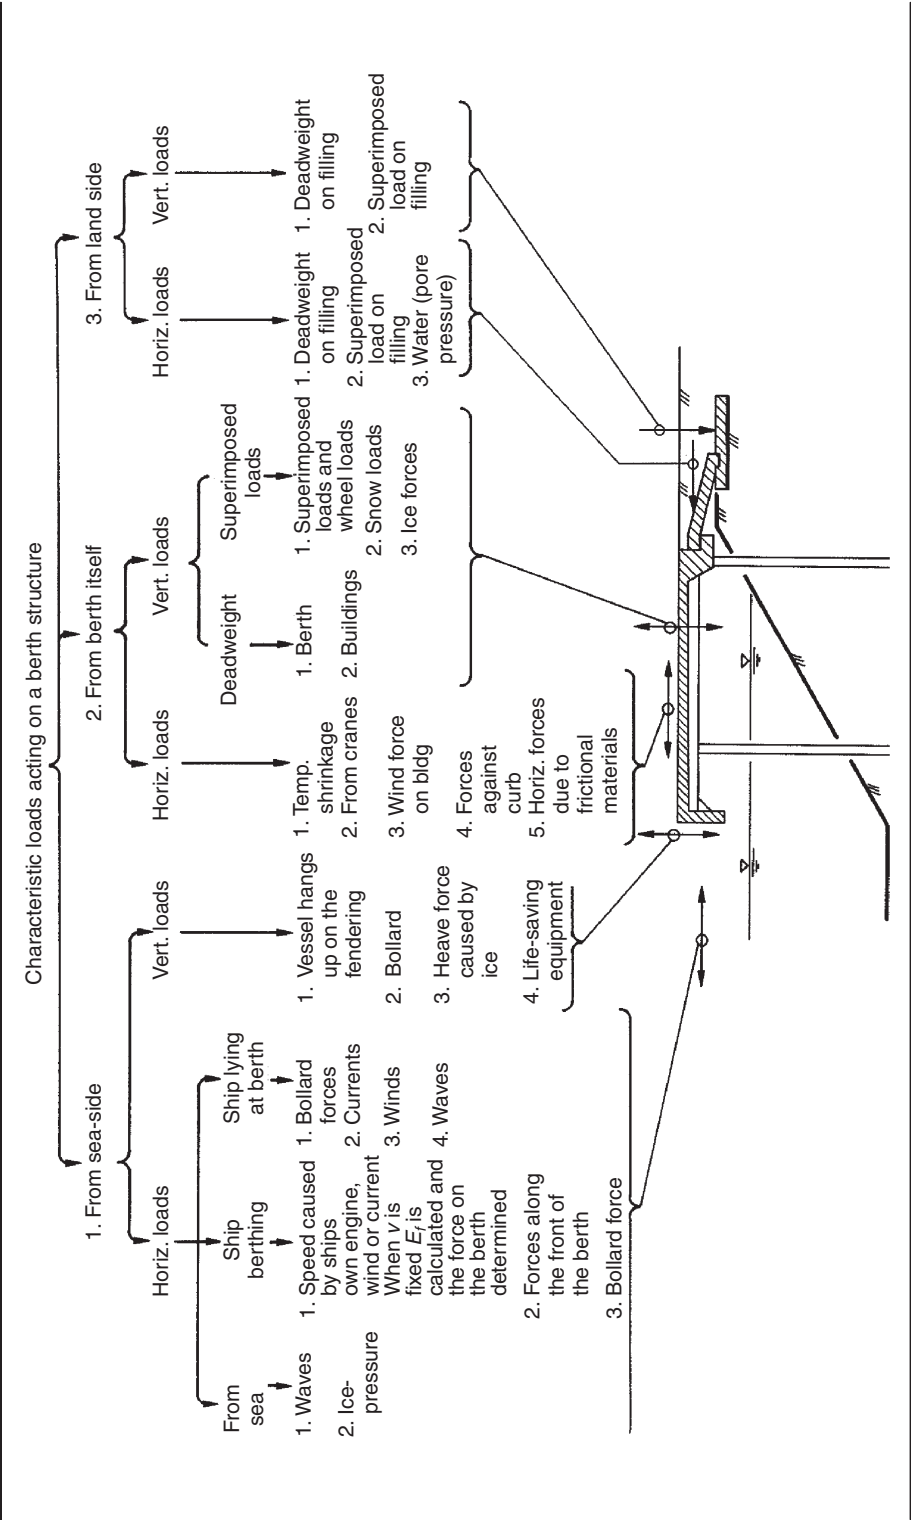 Characteristic loads acting on a berth structure
1. From sea-side
2. From berth itself
3. From land side
Horiz. loads
Vert. loads
Horiz. loads
Vert. loads
Horiz. loads
Vert. loads
From
sea
Ship
berthing
Ship lying
at berth
Deadweight
Superimposed
loads
1. Waves
2. Ice-
pressure
1. Speed caused
by ships
own engine,
wind or current
When v is
fixed Ef is
calculated and
the force on
the berth
determined
2. Forces along
the front of
the berth
3. Bollard force
1. Bollard
forces
2. Currents
3. Winds
4. Waves
1. Vessel hangs
up on the
fendering
2. Bollard
3. Heave force
caused by
ice
4. Life-saving
equipment
1. Temp.
shrinkage
2. From cranes
3. Wind force
on bldg
4. Forces
against
curb
5. Horiz. forces
due to
frictional
materials
1. Berth
2. Buildings
1. Superimposed
loads and
wheel loads
2. Snow loads
3. Ice forces
1. Deadweight
on filling
2. Superimposed
load on
filling
3. Water (pore
pressure)
1. Deadweight
on filling
2. Superimposed
load on
filling